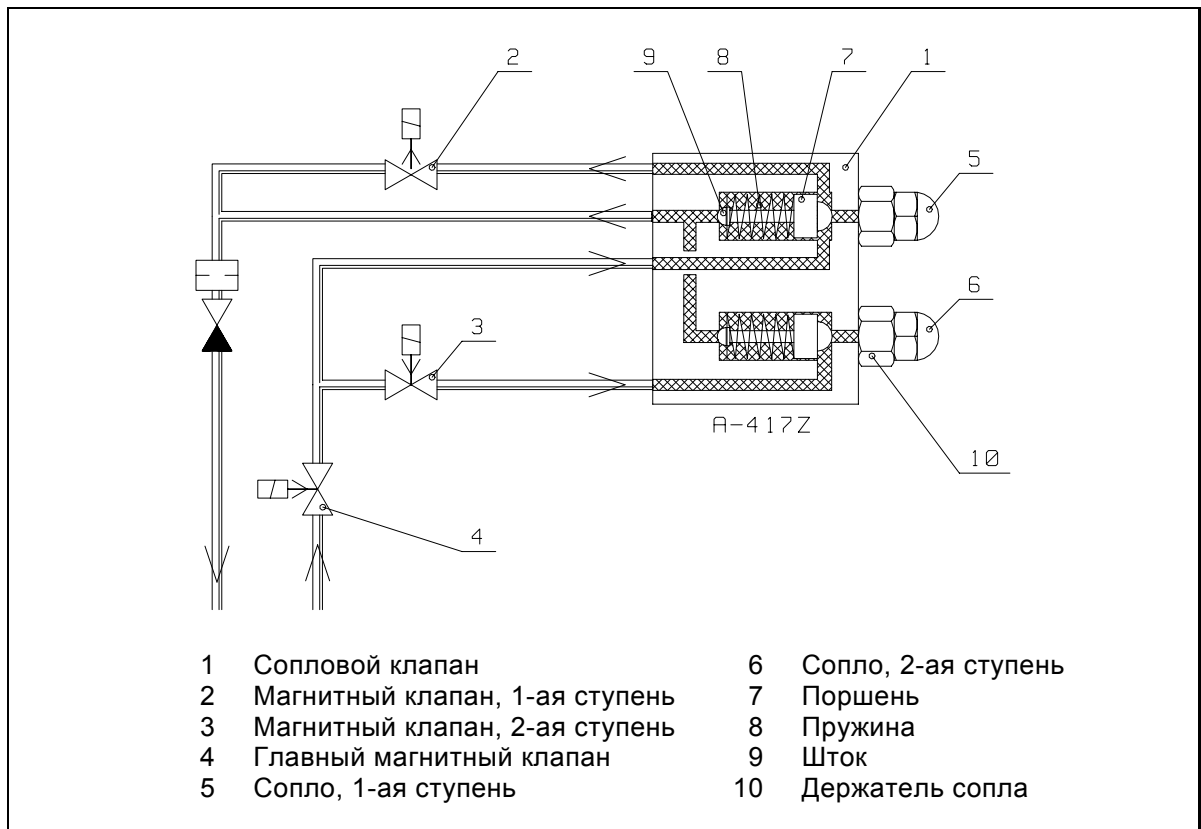 2
9
8
7
1
5
6
3
A-417Z
10
4
1 Сопловой клапан
2 Магнитный клапан, 1-ая ступень
3 Магнитный клапан, 2-ая ступень
4 Главный магнитный клапан
5 Сопло, 1-ая ступень
6 Сопло, 2-ая ступень
7 Поршень
8 Пружина
9 Шток
10 Держатель сопла